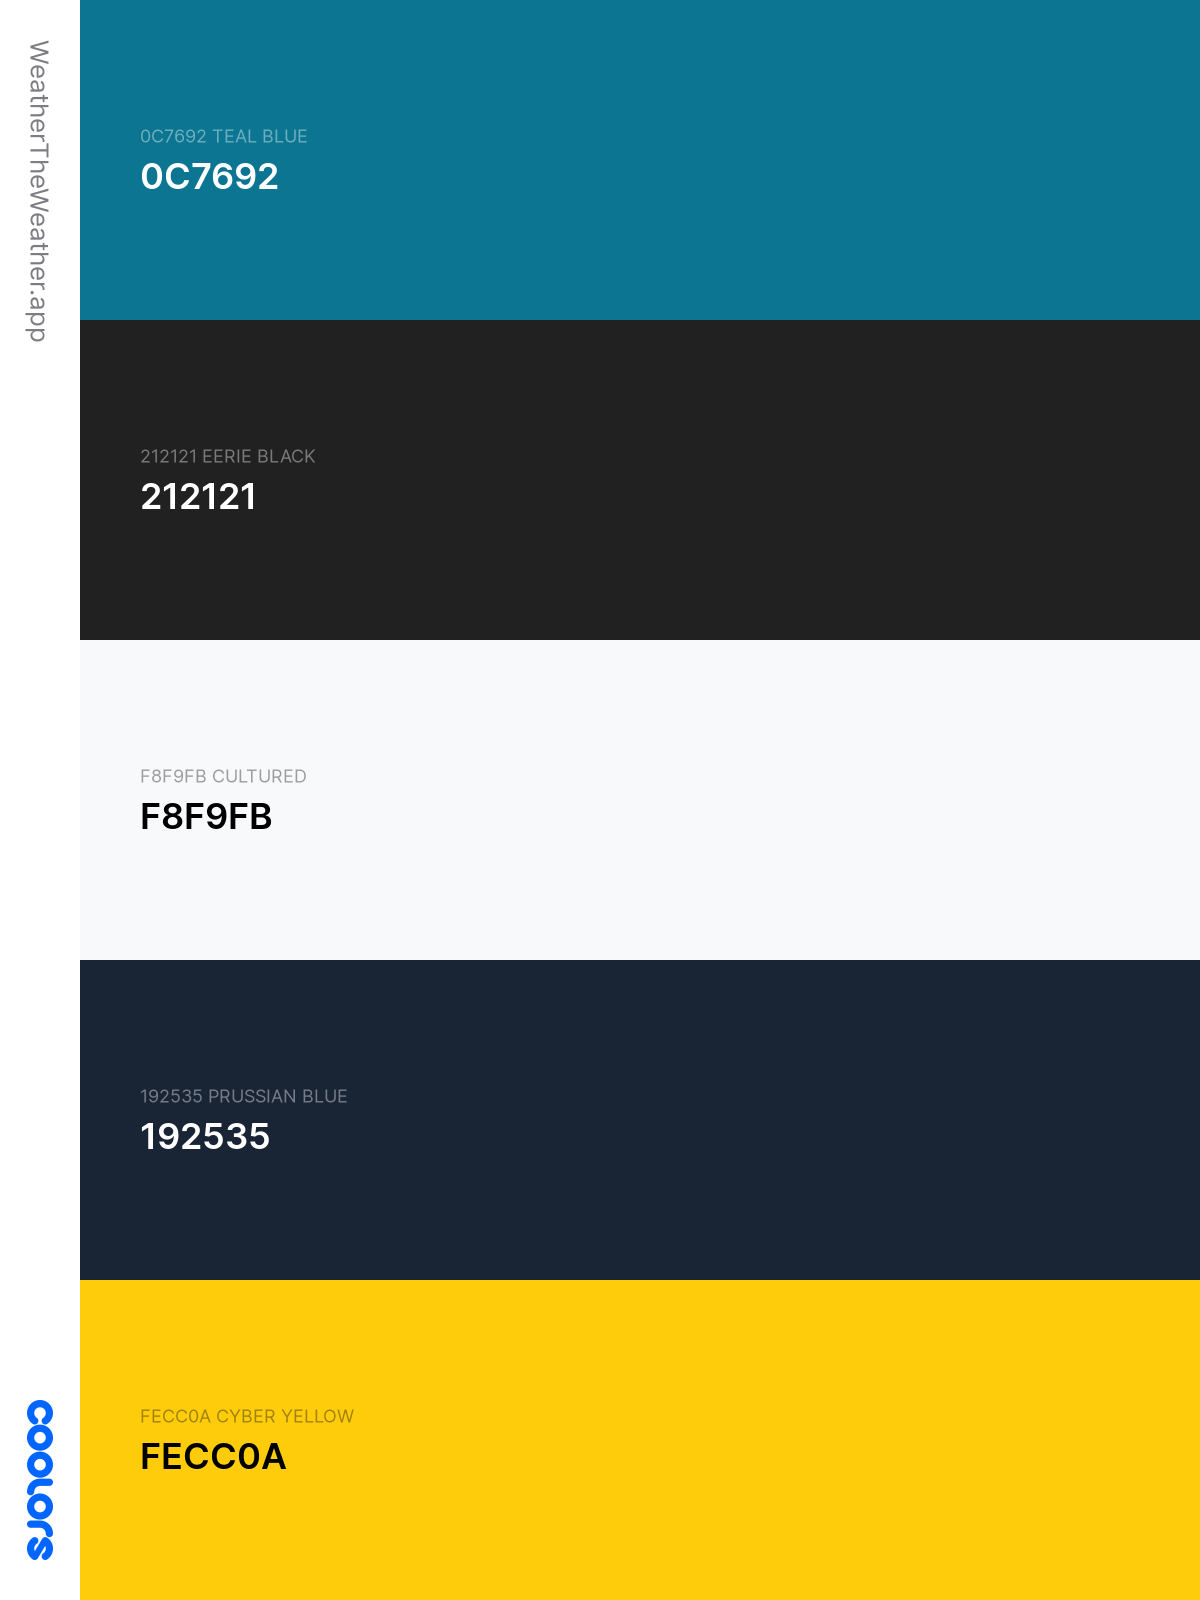 WeatherTheWeather.app
0C7692 TEAL BLUE
0C7692
212121 EERIE BLACK
212121
F8F9FB CULTURED
F8F9FB
192535 PRUSSIAN BLUE
192535
FECC0A CYBER YELLOW
FECC0A
coolors